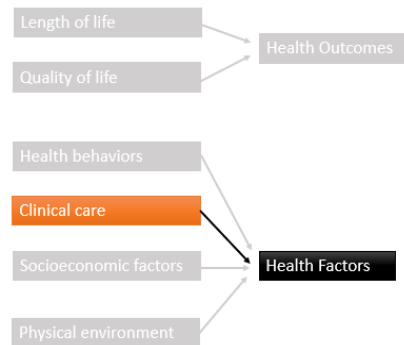 Length of life
Health Outcomes
Quality of life
Health behaviors
Clinical care
Socioeconomic factors
Health Factors
Physical environment